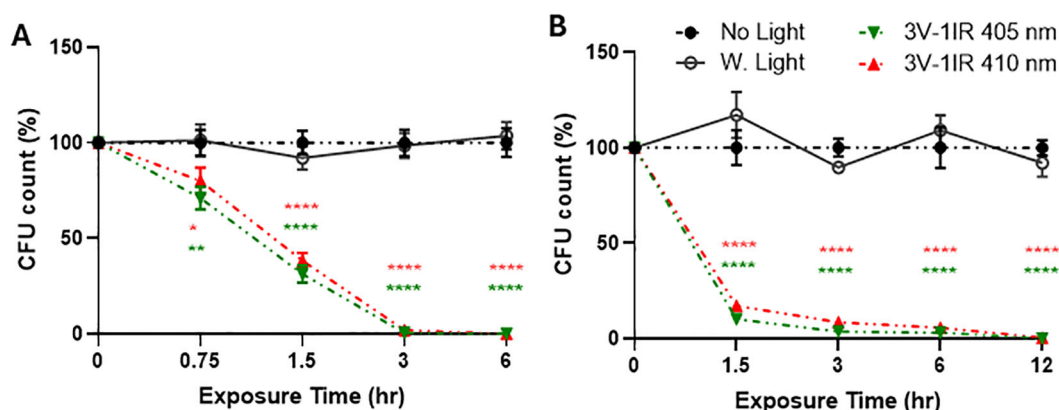 A
CFU count (%)
150
100
50
0
*
**
****
****
****
****
****
****
0 0.75 1.5 3 6
Exposure Time (hr)
B
No Light 3V-1IR 405 nm
W. Light 3V-1IR 410 nm
CFU count (%)
150
100
50
0
**** **** **** ****
**** **** **** ****
0 1.5 3 6 12
Exposure Time (hr)